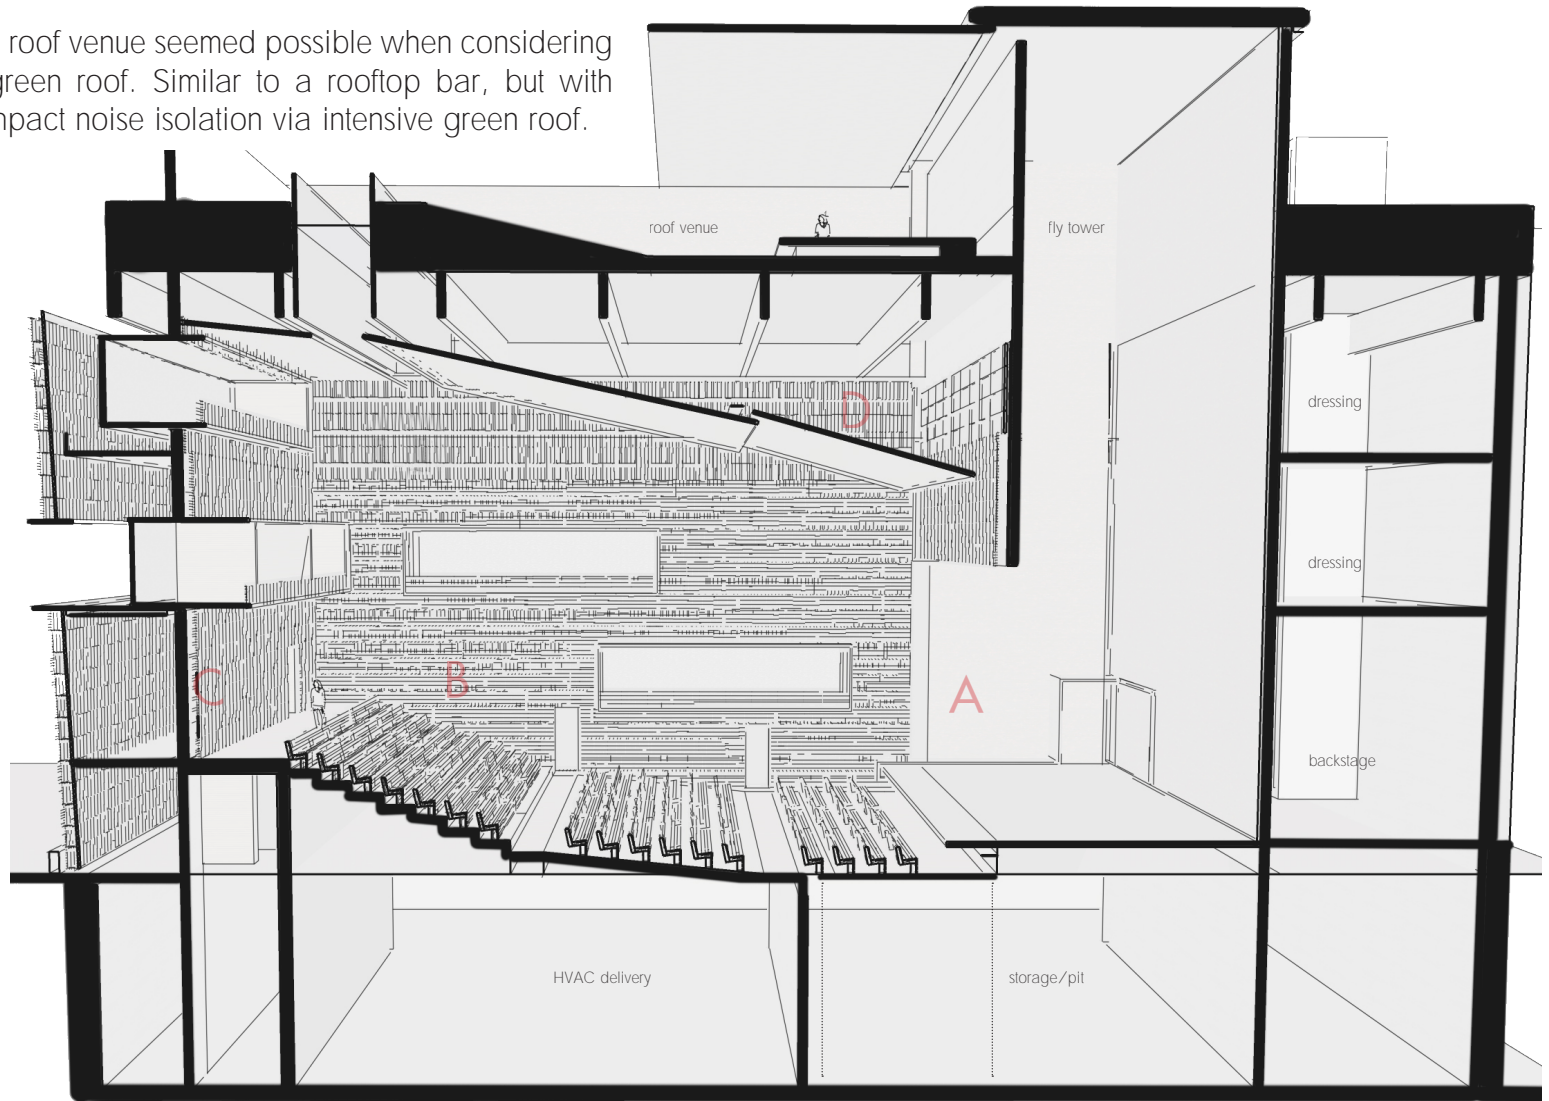 roof venue seemed possible when considering
green roof. Similar to a rooftop bar, but with
mpact noise isolation via intensive green roof.
roof venue
fly tower
dressing
D
dressing
C
B
A
backstage
HVAC delivery
storage/pit